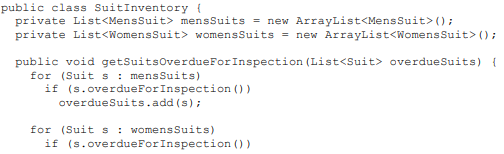 public class SuitInventory {
  private List<MensSuit> mensSuits = new ArrayList<MensSuit>();
  private List<WomensSuit> womensSuits = new ArrayList<WomensSuit>();

  public void getSuitsOverdueForInspection(List<Suit> overdueSuits) {
    for (Suit s : mensSuits)
      if (s.overdueForInspection())
        overdueSuits.add(s);

    for (Suit s : womensSuits)
      if (s.overdueForInspection())